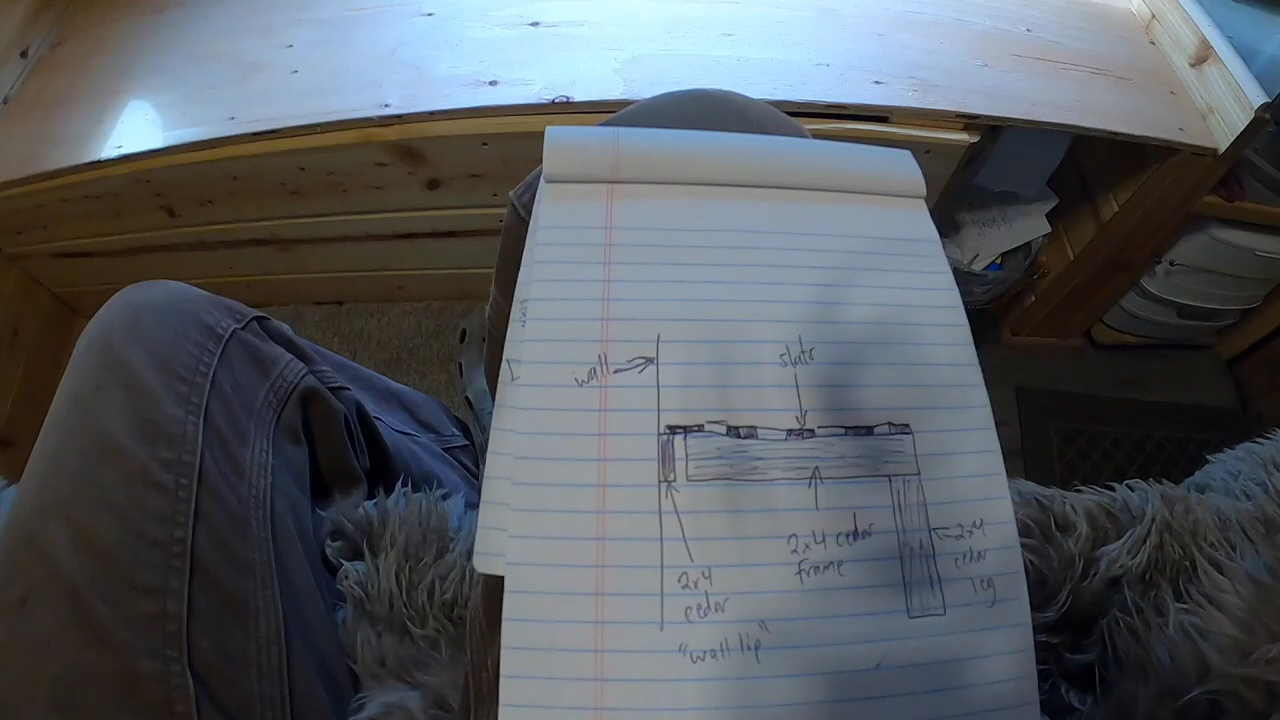 wall
slats
2x4 cedar
frame
2x4
cedar
leg
2x4
cedar
"wall lip"